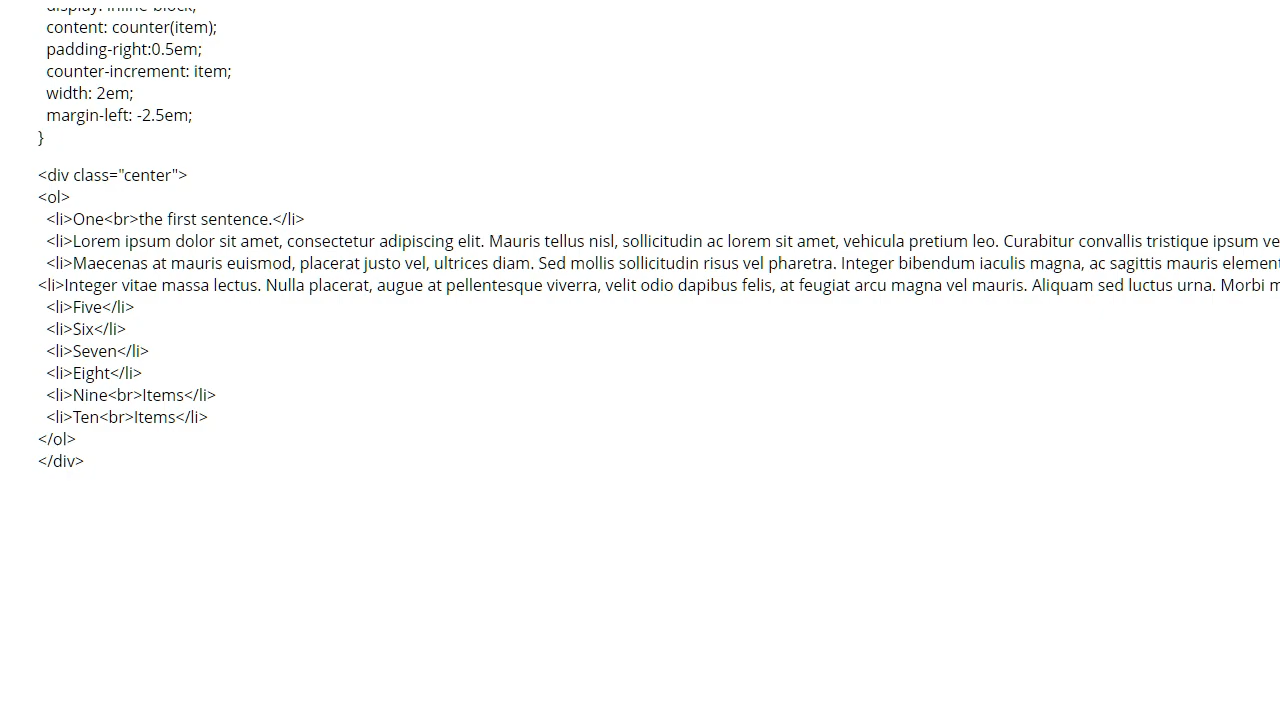 display: inline-block;
content: counter(item);
padding-right:0.5em;
counter-increment: item;
width: 2em;
margin-left: -2.5em;
}
<div class="center">
<ol>
<li>One<br>the first sentence.</li>
<li>Lorem ipsum dolor sit amet, consectetur adipiscing elit. Mauris tellus nisl, sollicitudin ac lorem sit amet, vehicula pretium leo. Curabitur convallis tristique ipsum ve
<li>Maecenas at mauris euismod, placerat justo vel, ultrices diam. Sed mollis sollicitudin risus vel pharetra. Integer bibendum iaculis magna, ac sagittis mauris element
<li>Integer vitae massa lectus. Nulla placerat, augue at pellentesque viverra, velit odio dapibus felis, at feugiat arcu magna vel mauris. Aliquam sed luctus urna. Morbi m
<li>Five</li>
<li>Six</li>
<li>Seven</li>
<li>Eight</li>
<li>Nine<br>Items</li>
<li>Ten<br>Items</li>
</ol>
</div>